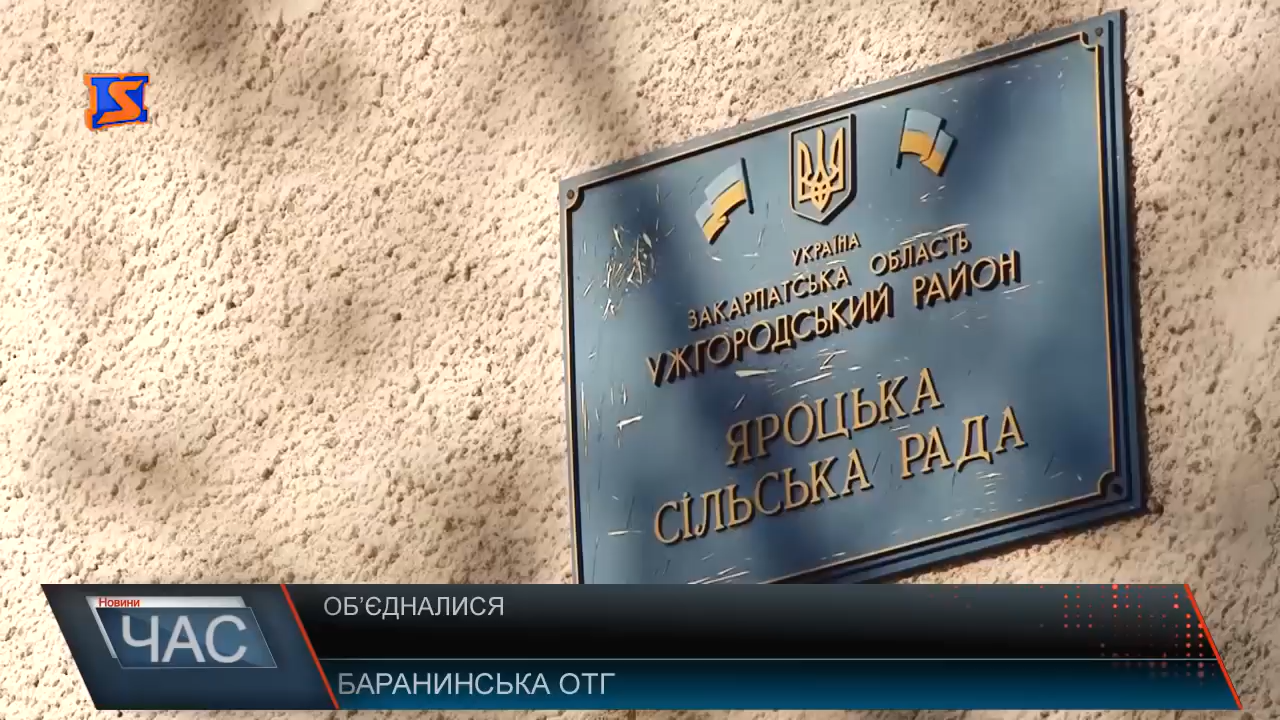 УКРАЇНА
ЗАКАРПАТСЬКА ОБЛАСТЬ
УЖГОРОДСЬКИЙ РАЙОН
ЯРОЦЬКА
СІЛЬСЬКА РАДА
Новини
ЧАС
ОБ’ЄДНАЛИСЯ
БАРАНИНСЬКА ОТГ